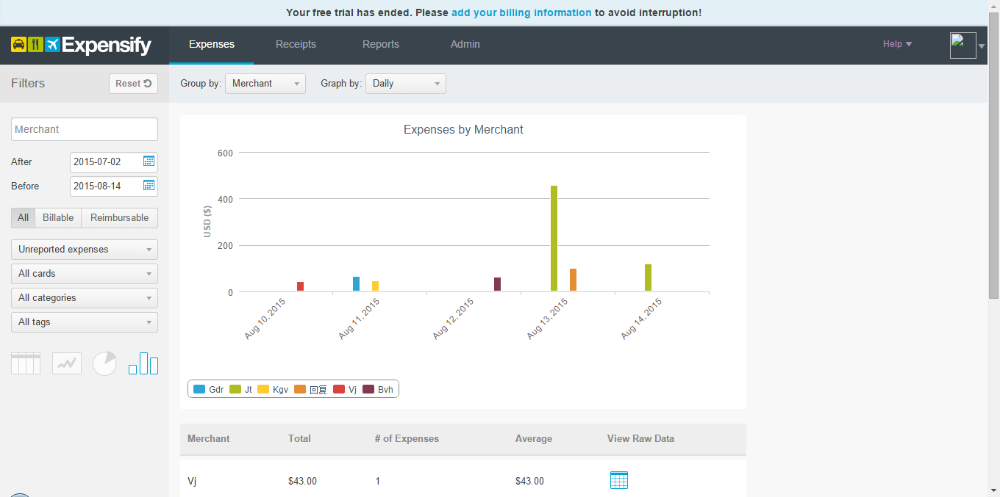 Your free trial has ended. Please add your billing information to avoid interruption!
Expensify
Expenses Receipts Reports Admin Help
Filters Reset
Group by: Merchant Graph by: Daily
Merchant
After 2015-07-02
Before 2015-08-14
All Billable Reimbursable
Unreported expenses
All cards
All categories
All tags
Expenses by Merchant
USD ($)
600
400
200
0
Aug 10, 2015 Aug 11, 2015 Aug 12, 2015 Aug 13, 2015 Aug 14, 2015
Gdr Jt Kgv 回复 Vj Bvh
Merchant Total # of Expenses Average View Raw Data
Vj $43.00 1 $43.00